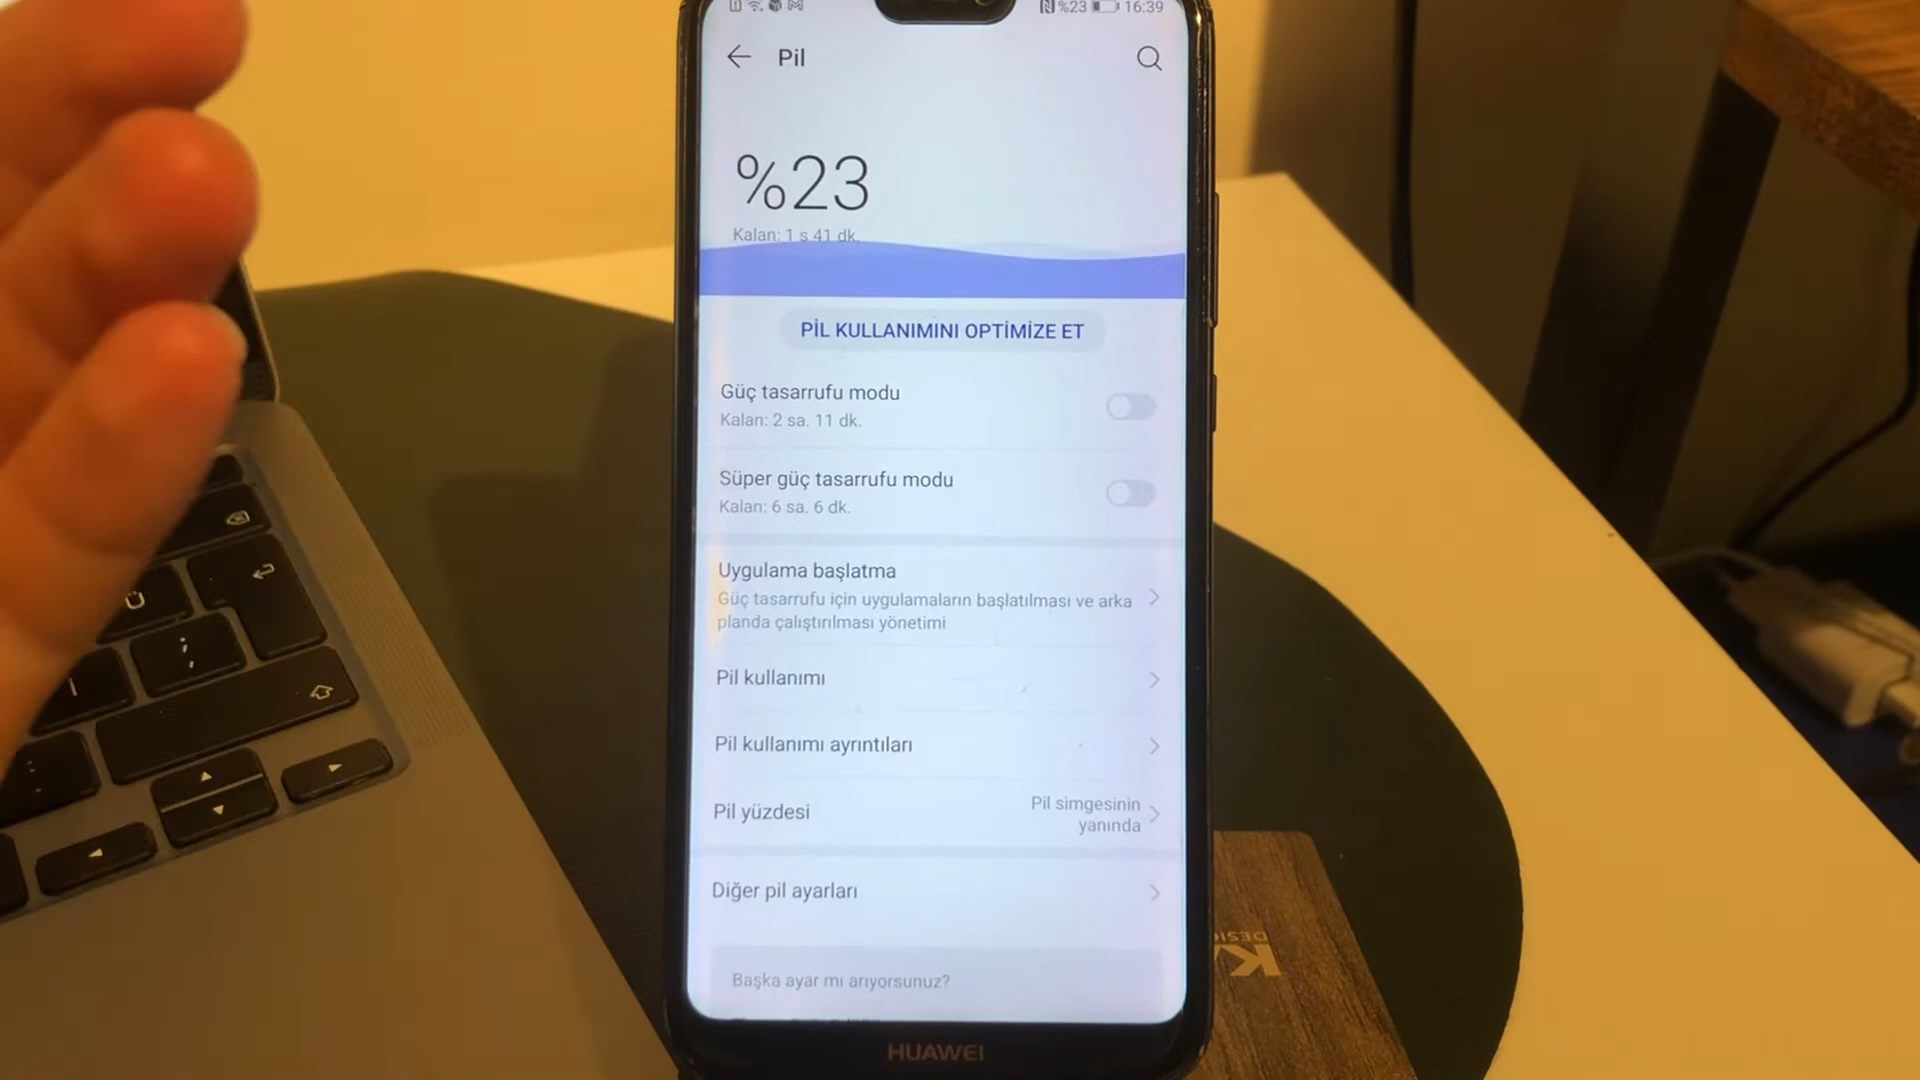 %23 16:39
Pil
%23
Kalan: 1 s 41 dk.
PİL KULLANIMINI OPTİMİZE ET
Güç tasarrufu modu
Kalan: 2 sa. 11 dk.
Süper güç tasarrufu modu
Kalan: 6 sa. 6 dk.
Uygulama başlatma
Güç tasarrufu için uygulamaların başlatılması ve arka
planda çalıştırılması yönetimi
Pil kullanımı
Pil kullanımı ayrıntıları
Pil yüzdesi
Pil simgesinin
yanında
Diğer pil ayarları
Başka ayar mı arıyorsunuz?
HUAWEI
Ü